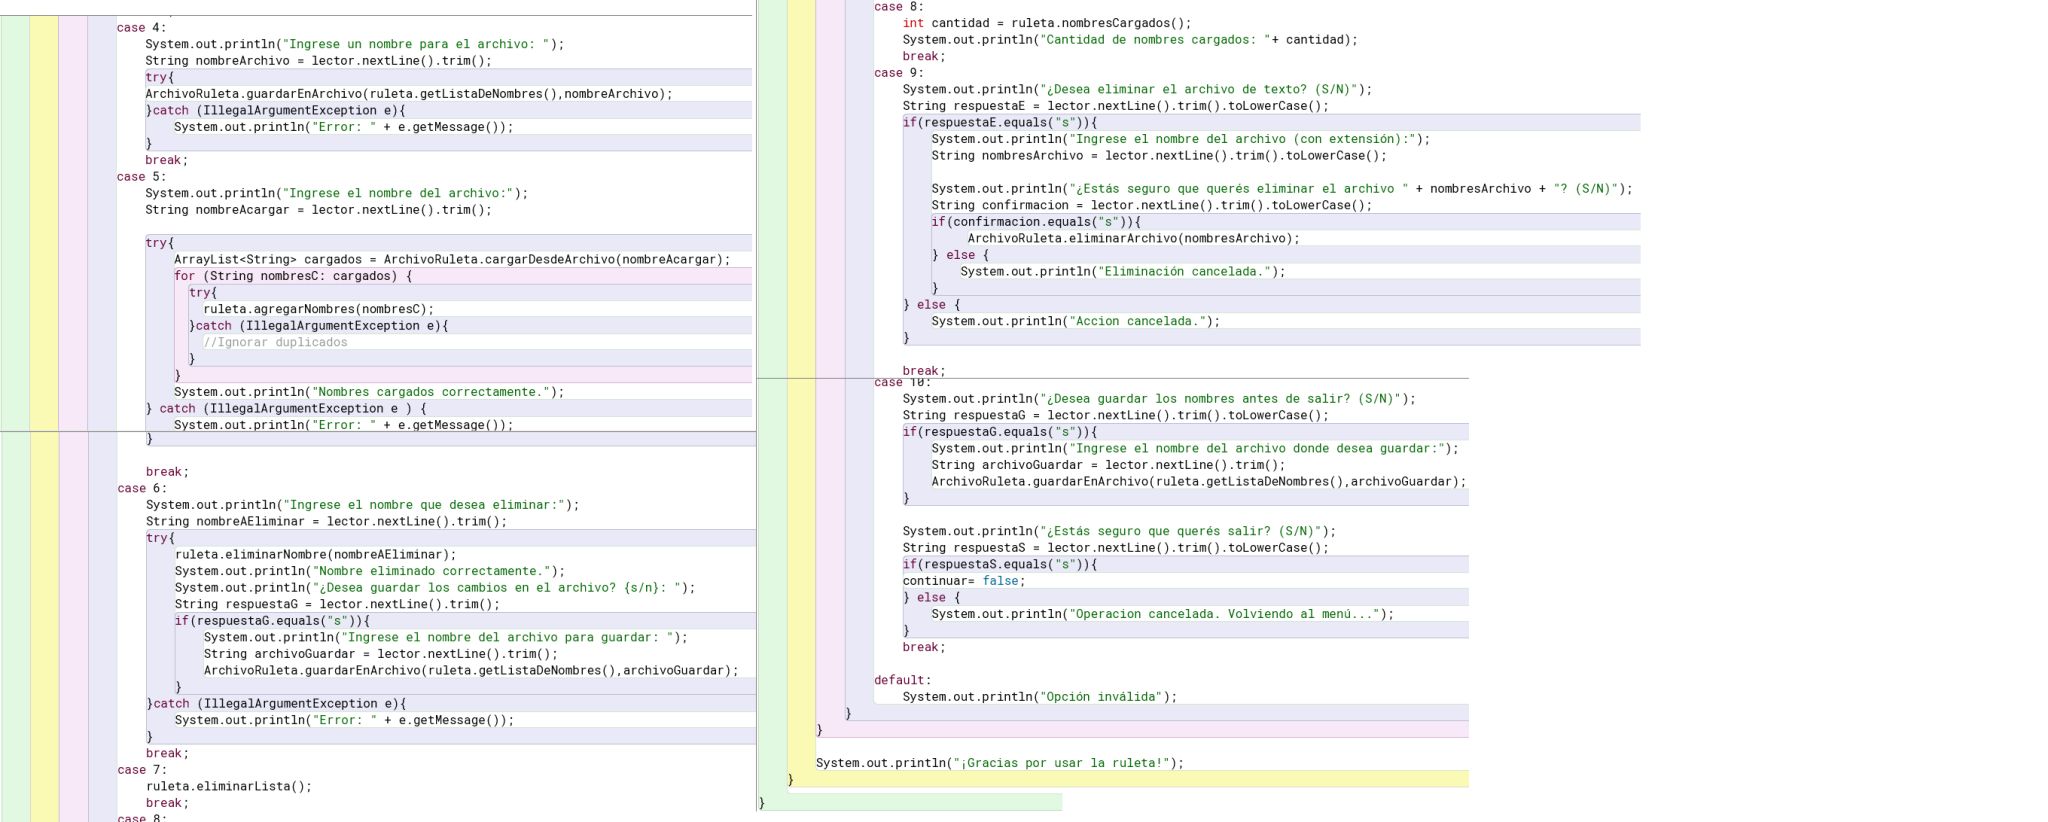 case 4:
System.out.println("Ingrese un nombre para el archivo: ");
String nombreArchivo = lector.nextLine().trim();
try{
ArchivoRuleta.guardarEnArchivo(ruleta.getListaDeNombres(),nombreArchivo);
}catch (IllegalArgumentException e){
System.out.println("Error: " + e.getMessage());
}
break;
case 5:
System.out.println("Ingrese el nombre del archivo:");
String nombreAcargar = lector.nextLine().trim();
try{
ArrayList<String> cargados = ArchivoRuleta.cargarDesdeArchivo(nombreAcargar);
for (String nombresC: cargados) {
try{
ruleta.agregarNombres(nombresC);
}catch (IllegalArgumentException e){
//Ignorar duplicados
}
}
System.out.println("Nombres cargados correctamente.");
} catch (IllegalArgumentException e ) {
System.out.println("Error: " + e.getMessage());
}
break;
case 6:
System.out.println("Ingrese el nombre que desea eliminar:");
String nombreAEliminar = lector.nextLine().trim();
try{
ruleta.eliminarNombre(nombreAEliminar);
System.out.println("Nombre eliminado correctamente.");
System.out.println("¿Desea guardar los cambios en el archivo? {s/n}: ");
String respuestaG = lector.nextLine().trim();
if(respuestaG.equals("s")){
System.out.println("Ingrese el nombre del archivo para guardar: ");
String archivoGuardar = lector.nextLine().trim();
ArchivoRuleta.guardarEnArchivo(ruleta.getListaDeNombres(),archivoGuardar);
}
}catch (IllegalArgumentException e){
System.out.println("Error: " + e.getMessage());
}
break;
case 7:
ruleta.eliminarLista();
break;
case 8:
case 8:
int cantidad = ruleta.nombresCargados();
System.out.println("Cantidad de nombres cargados: "+ cantidad);
break;
case 9:
System.out.println("¿Desea eliminar el archivo de texto? (S/N)");
String respuestaE = lector.nextLine().trim().toLowerCase();
if(respuestaE.equals("s")){
System.out.println("Ingrese el nombre del archivo (con extensión):");
String nombresArchivo = lector.nextLine().trim().toLowerCase();
System.out.println("¿Estás seguro que querés eliminar el archivo " + nombresArchivo + "? (S/N)");
String confirmacion = lector.nextLine().trim().toLowerCase();
if(confirmacion.equals("s")){
ArchivoRuleta.eliminarArchivo(nombresArchivo);
} else {
System.out.println("Eliminación cancelada.");
}
} else {
System.out.println("Accion cancelada.");
}
break;
case 10:
System.out.println("¿Desea guardar los nombres antes de salir? (S/N)");
String respuestaG = lector.nextLine().trim().toLowerCase();
if(respuestaG.equals("s")){
System.out.println("Ingrese el nombre del archivo donde desea guardar:");
String archivoGuardar = lector.nextLine().trim();
ArchivoRuleta.guardarEnArchivo(ruleta.getListaDeNombres(),archivoGuardar);
}
System.out.println("¿Estás seguro que querés salir? (S/N)");
String respuestaS = lector.nextLine().trim().toLowerCase();
if(respuestaS.equals("s")){
continuar= false;
} else {
System.out.println("Operacion cancelada. Volviendo al menú...");
}
break;
default:
System.out.println("Opción inválida");
}
}
System.out.println("¡Gracias por usar la ruleta!");
}
}